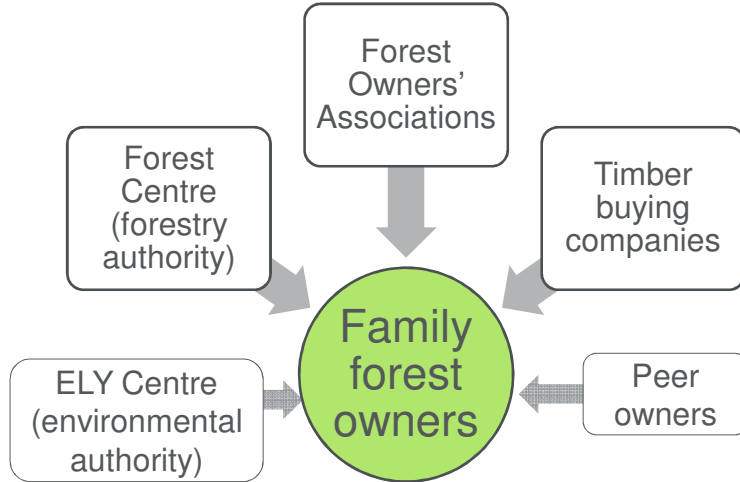 Forest
Owners’
Associations
Forest
Centre
(forestry
authority)
Timber
buying
companies
Family
forest
owners
ELY Centre
(environmental
authority)
Peer
owners